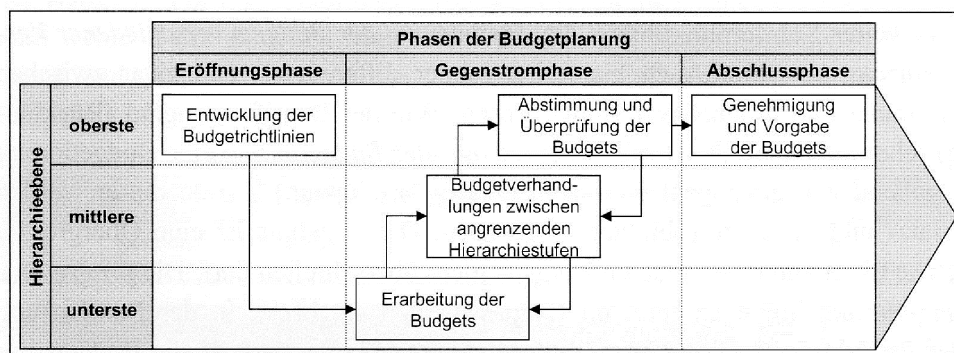 Phasen der Budgetplanung
Eröffnungsphase
Gegenstromphase
Abschlussphase
Hierarchieebene
oberste
Entwicklung der
Budgetrichtlinien
Abstimmung und
Überprüfung der
Budgets
Genehmigung
und Vorgabe
der Budgets
mittlere
Budgetverhand-
lungen zwischen
angrenzenden
Hierarchiestufen
unterste
Erarbeitung der
Budgets